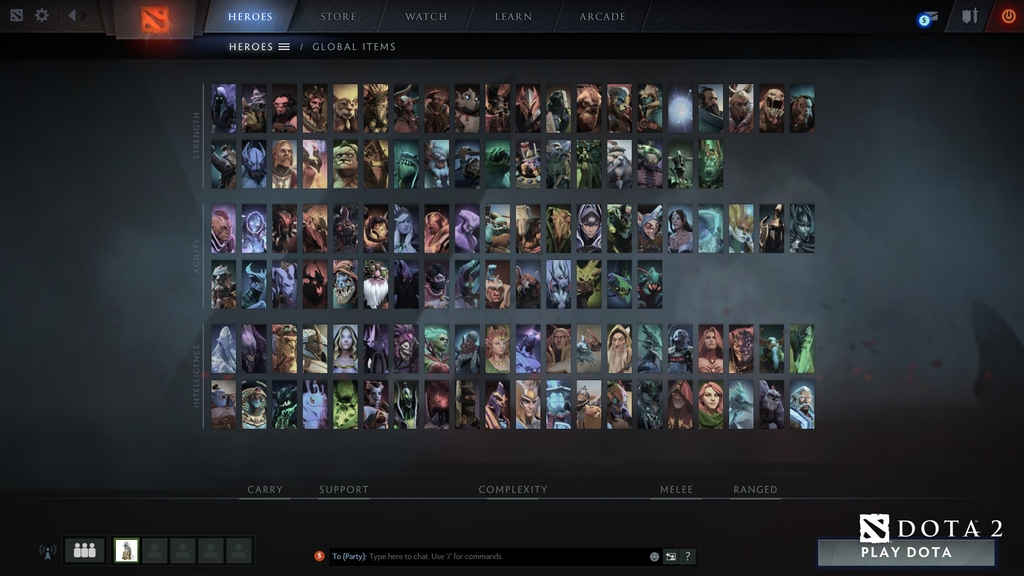 HEROES STORE WATCH LEARN ARCADE
5
HEROES / GLOBAL ITEMS
STRENGTH
AGILITY
INTELLIGENCE
CARRY SUPPORT COMPLEXITY MELEE RANGED
DOTA 2
PLAY DOTA
5 To (Party): Type here to chat. Use '/' for commands. ?